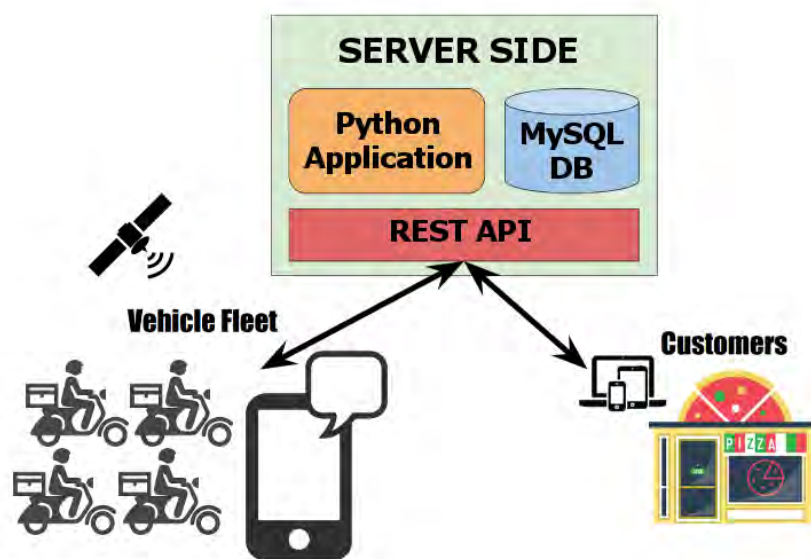 SERVER SIDE
Python
Application
MySQL
DB
REST API
Vehicle Fleet
Customers
PIZZA